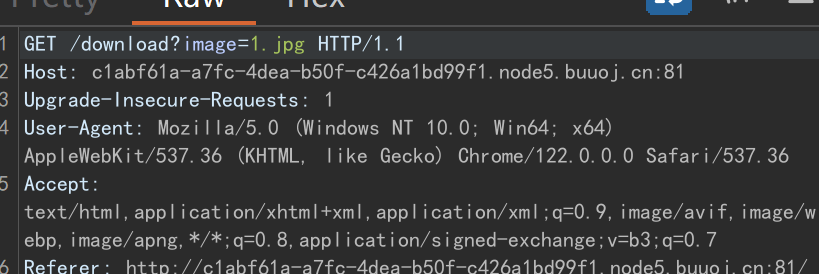 Pretty Raw Hex
1 GET /download?image=1.jpg HTTP/1.1
2 Host: c1abf61a-a7fc-4dea-b50f-c426a1bd99f1.node5.buuoj.cn:81
3 Upgrade-Insecure-Requests: 1
4 User-Agent: Mozilla/5.0 (Windows NT 10.0; Win64; x64)
AppleWebKit/537.36 (KHTML, like Gecko) Chrome/122.0.0.0 Safari/537.36
5 Accept:
text/html,application/xhtml+xml,application/xml;q=0.9,image/avif,image/w
ebp,image/apng,*/*;q=0.8,application/signed-exchange;v=b3;q=0.7
6 Referer: http://c1abf61a-a7fc-4dea-b50f-c426a1bd99f1.node5.buuoj.cn:81/